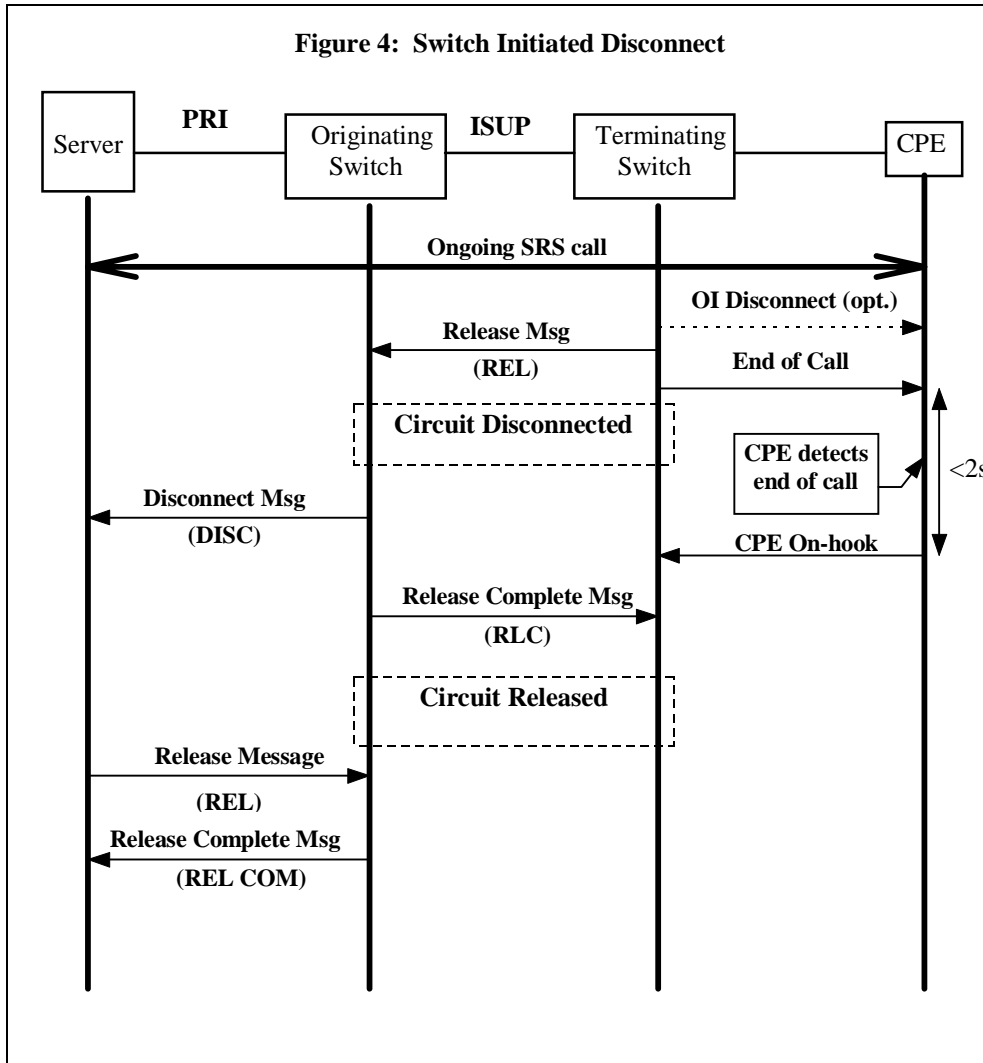 Figure 4: Switch Initiated Disconnect
Server
PRI
Originating
Switch
ISUP
Terminating
Switch
CPE
Ongoing SRS call
OI Disconnect (opt.)
Release Msg
(REL)
End of Call
Circuit Disconnected
CPE detects
end of call
<2s
Disconnect Msg
(DISC)
CPE On-hook
Release Complete Msg
(RLC)
Circuit Released
Release Message
(REL)
Release Complete Msg
(REL COM)